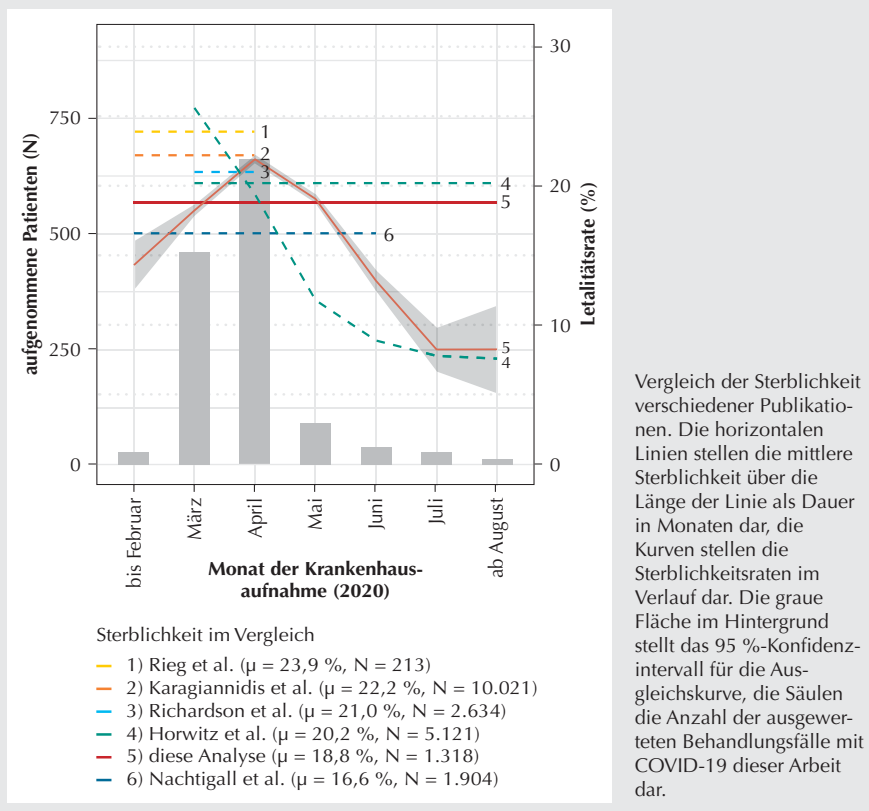 30
750
1
2
3
20
4
5
500
6
10
250
5
4
0
0
aufgenommene Patienten (N)
Letalitätsrate (%)
bis Februar
März
April
Mai
Juni
Juli
ab August
Monat der Krankenhaus-
aufnahme (2020)
Sterblichkeit im Vergleich
1) Rieg et al. (μ = 23,9 %, N = 213)
2) Karagiannidis et al. (μ = 22,2 %, N = 10.021)
3) Richardson et al. (μ = 21,0 %, N = 2.634)
4) Horwitz et al. (μ = 20,2 %, N = 5.121)
5) diese Analyse (μ = 18,8 %, N = 1.318)
6) Nachtigall et al. (μ = 16,6 %, N = 1.904)
Vergleich der Sterblichkeit
verschiedener Publikatio-
nen. Die horizontalen
Linien stellen die mittlere
Sterblichkeit über die
Länge der Linie als Dauer
in Monaten dar, die
Kurven stellen die
Sterblichkeitsraten im
Verlauf dar. Die graue
Fläche im Hintergrund
stellt das 95 %-Konfidenz-
intervall für die Aus-
gleichskurve, die Säulen
die Anzahl der ausgewer-
teten Behandlungsfälle mit
COVID-19 dieser Arbeit
dar.